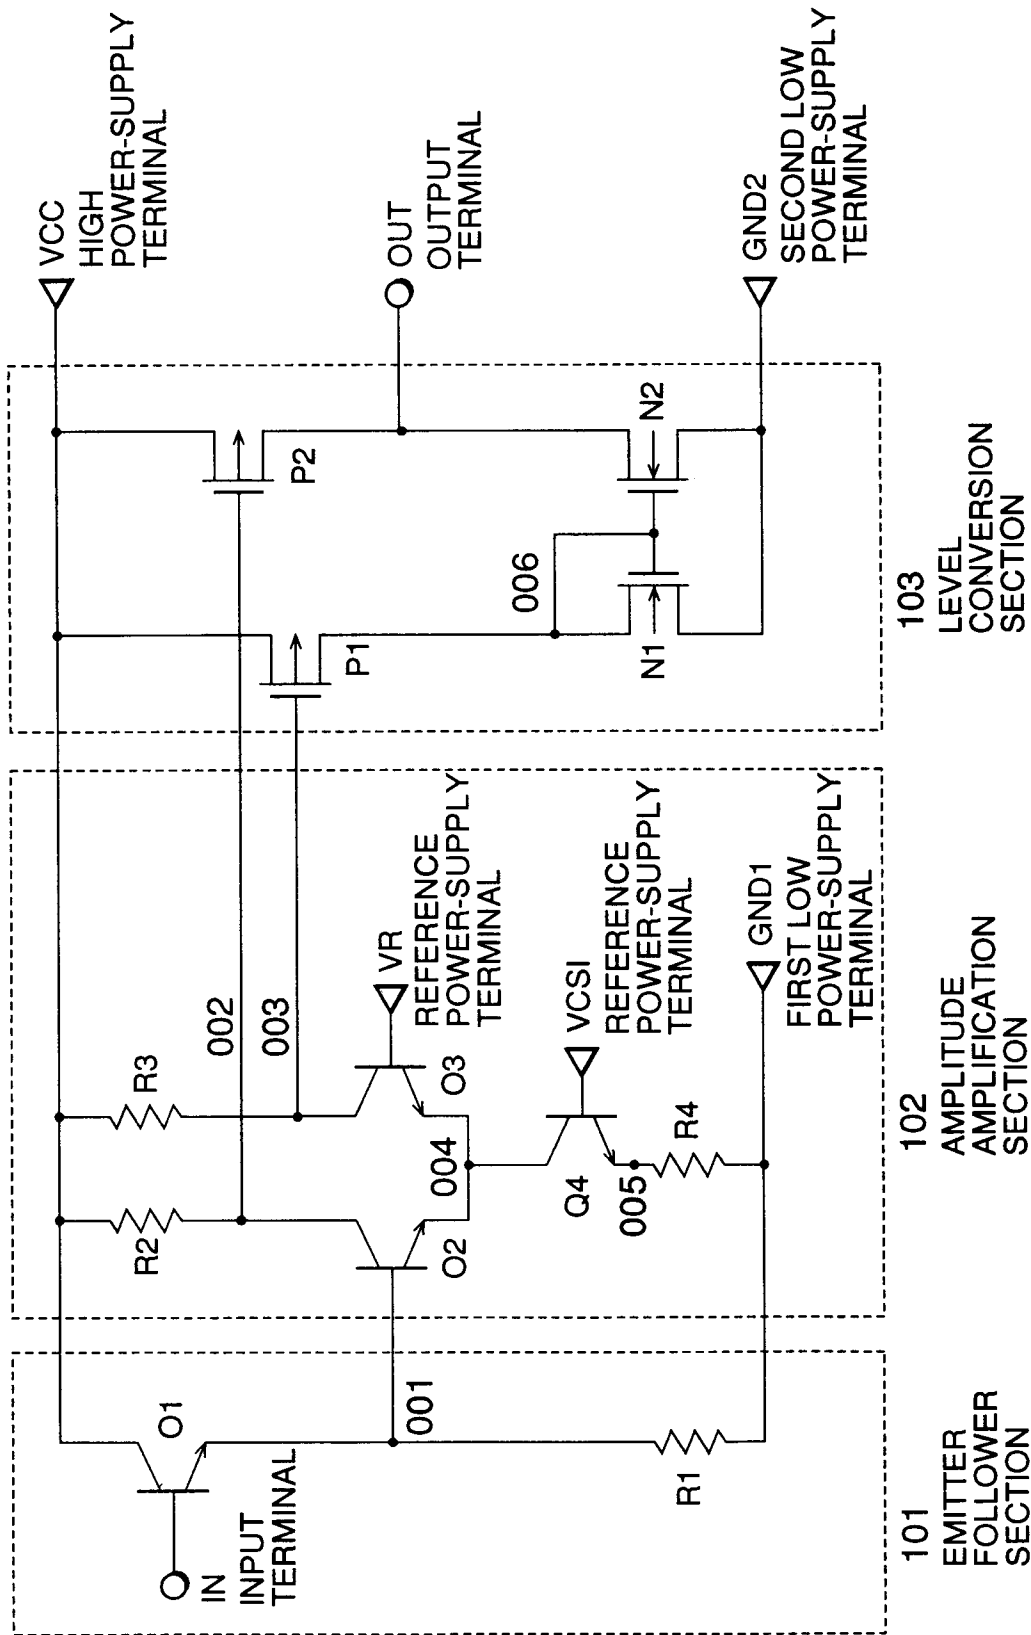 VCC
HIGH
POWER-SUPPLY
TERMINAL
OUT
OUTPUT
TERMINAL
GND2
SECOND LOW
POWER-SUPPLY
TERMINAL
P2
N2
P1
006
N1
103
LEVEL
CONVERSION
SECTION
002
003
R3
R2
VR
REFERENCE
POWER-SUPPLY
TERMINAL
O3
O2
004
VCSI
REFERENCE
POWER-SUPPLY
TERMINAL
Q4
005
R4
GND1
FIRST LOW
POWER-SUPPLY
TERMINAL
102
AMPLITUDE
AMPLIFICATION
SECTION
O1
IN
INPUT
TERMINAL
001
R1
101
EMITTER
FOLLOWER
SECTION